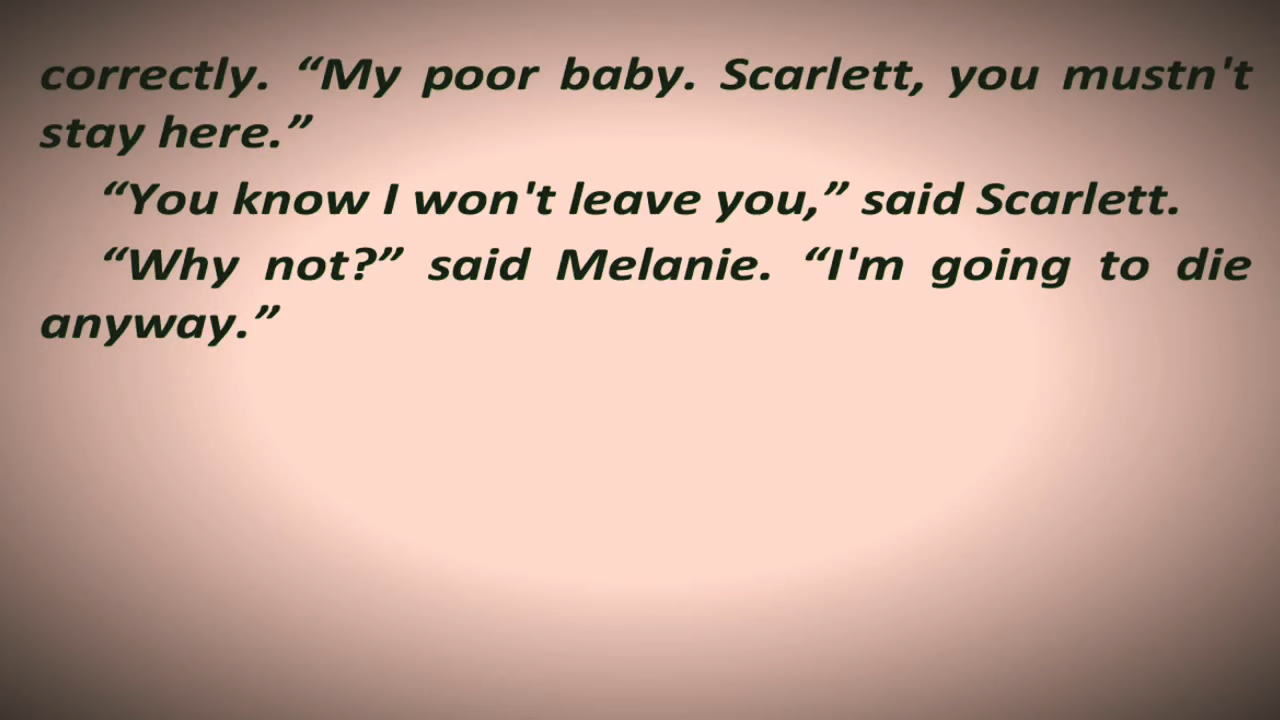 correctly. “My poor baby. Scarlett, you mustn't
stay here.”
“You know I won't leave you,” said Scarlett.
“Why not?” said Melanie. “I'm going to die
anyway.”